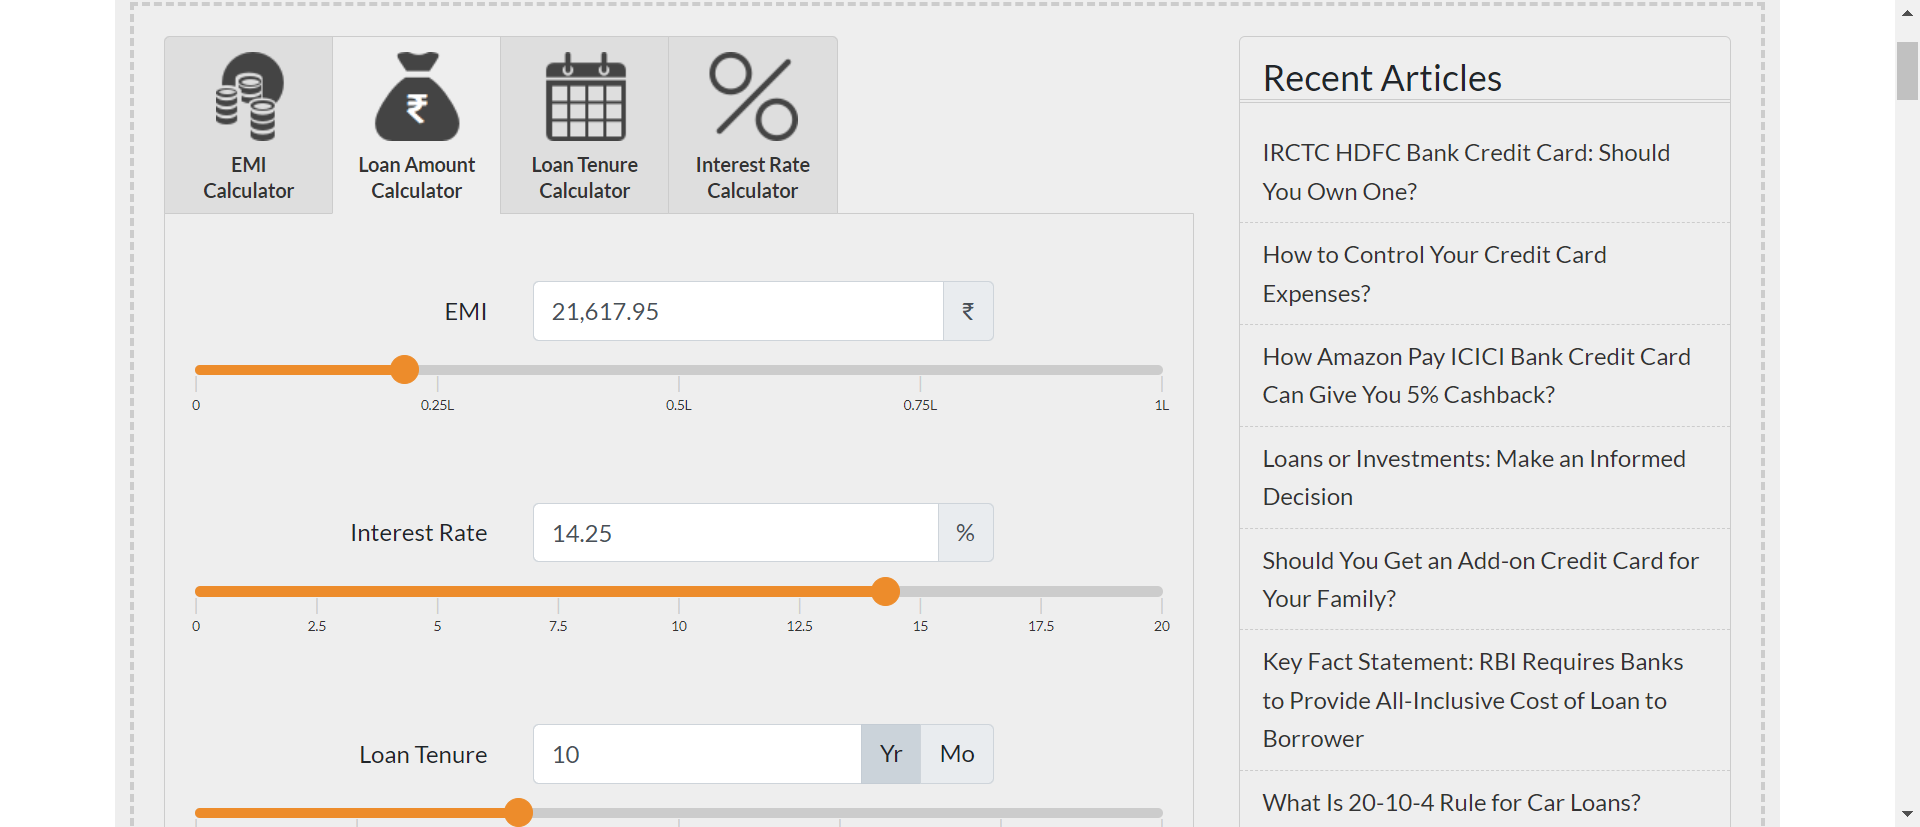 EMI
Calculator
₹
Loan Amount
Calculator
Loan Tenure
Calculator
Interest Rate
Calculator
EMI
21,617.95
₹
0
0.25L
0.5L
0.75L
1L
Interest Rate
14.25
%
0
2.5
5
7.5
10
12.5
15
17.5
20
Loan Tenure
10
Yr
Mo
Recent Articles
IRCTC HDFC Bank Credit Card: Should
You Own One?
How to Control Your Credit Card
Expenses?
How Amazon Pay ICICI Bank Credit Card
Can Give You 5% Cashback?
Loans or Investments: Make an Informed
Decision
Should You Get an Add-on Credit Card for
Your Family?
Key Fact Statement: RBI Requires Banks
to Provide All-Inclusive Cost of Loan to
Borrower
What Is 20-10-4 Rule for Car Loans?